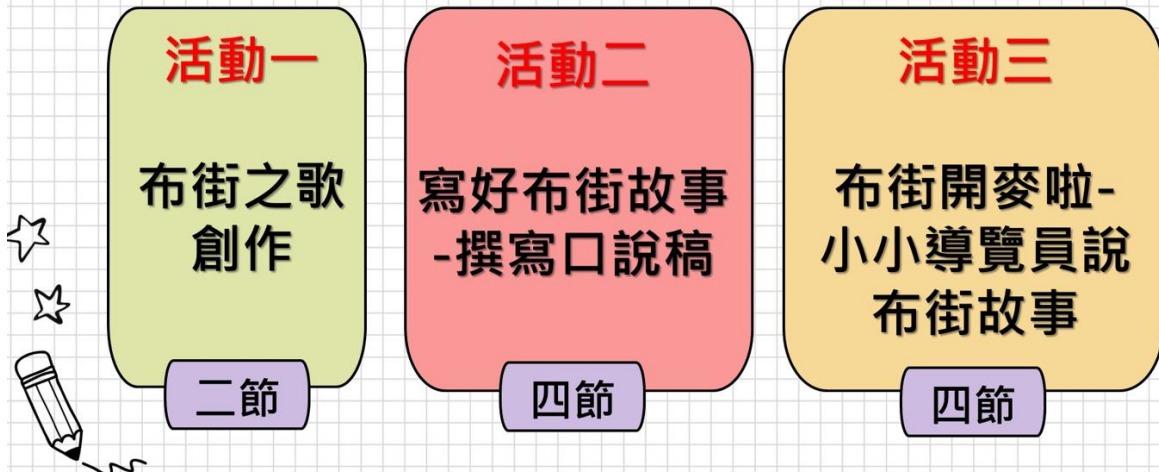 活動一
布街之歌
創作
二節
活動二
寫好布街故事
-撰寫口說稿
四節
活動三
布街開麥啦-
小小導覽員說
布街故事
四節